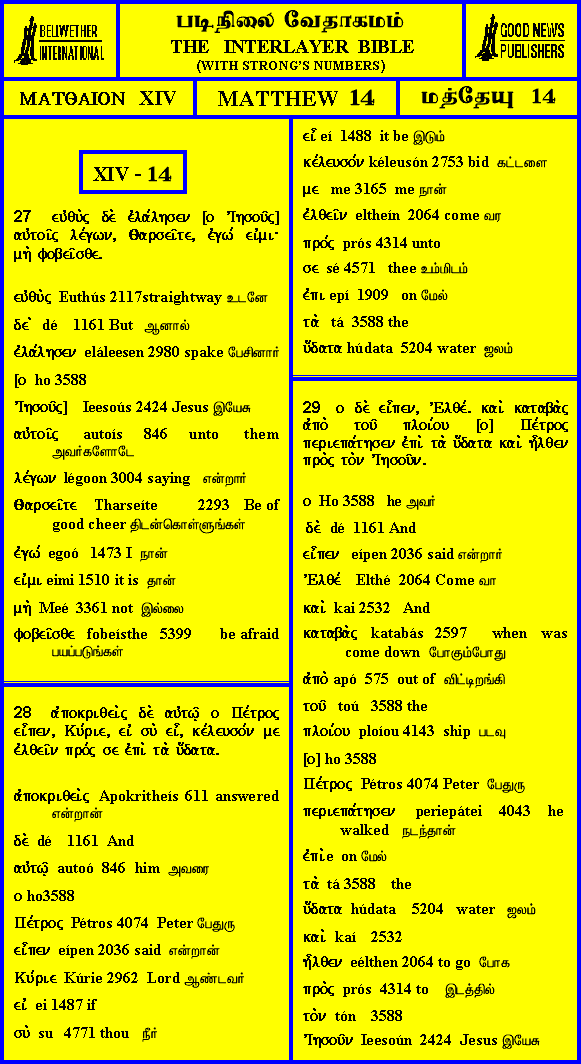 BELLWETHER
INTERNATIONAL
படிநிலை வேதாகமம்
THE INTERLAYER BIBLE
(WITH STRONG'S NUMBERS)
GOOD NEWS
PUBLISHERS
ΜΑΤΘΑΙΟΝ XIV
MATTHEW 14
மத்தேயு 14
XIV - 14
27 εὐθὺς δὲ ἐλάλησεν [ο Ἰησοῦς]
αὐτοῖς λέγων, Θαρσεῖτε, ἐγώ εἰμι·
μὴ φοβεῖσθε.
εὐθὺς Euthús 2117straightway உடனே
δε` dé 1161 But ஆனால்
ἐλάλησεν eláleesen 2980 spake பேசினார்
[ο ho 3588
Ἰησοῦς] Ieesoús 2424 Jesus இயேசு
αὐτοῖς autoís 846 unto them
அவர்களோடே
λέγων légoon 3004 saying என்றார்
Θαρσεῖτε Tharseíte 2293 Be of
good cheer திடன்கொள்ளுங்கள்
ἐγώ egoó 1473 I நான்
εἰμι eimi 1510 it is தான்
μὴ Meé 3361 not இல்லை
φοβεῖσθε fobeísthe 5399 be afraid
பயப்படுங்கள்
28 ἀποκριθεὶς δὲ αὐτῷ ο Πέτρος
εἶπεν, Κύριε, εἰ σὺ εἶ, κέλευσόν με
ἐλθεῖν πρός σε ἐπὶ τὰ ὕδατα.
ἀποκριθεὶς Apokritheís 611 answered
என்றான்
δὲ dé 1161 And
αὐτῷ autoó 846 him அவரை
ο ho3588
Πέτρος Pétros 4074 Peter பேதுரு
εἶπεν eípen 2036 said என்றான்
Κύριε Kúrie 2962 Lord ஆண்டவர்
εἰ ei 1487 if
σὺ su 4771 thou நீர்
εἶ eí 1488 it be இடும்
κέλευσόν kéleusón 2753 bid கட்டளை
με me 3165 me நான்
ἐλθεῖν eltheín 2064 come வர
πρός prós 4314 unto
σε sé 4571 thee உம்மிடம்
ἐπι epí 1909 on மேல்
τὰ tá 3588 the
ὕδατα húdata 5204 water ஜலம்
29 ο δὲ εἶπεν, Ἐλθέ. καὶ καταβὰς
ἀπὸ τοῦ πλοίου [ο] Πέτρος
περιεπάτησεν ἐπὶ τὰ ὕδατα καὶ ἦλθεν
πρὸς τὸν Ἰησοῦν.
ο Ho 3588 he அவர்
δὲ dé 1161 And
εἶπεν eípen 2036 said என்றார்
Ἐλθέ Elthé 2064 Come வா
καὶ kai 2532 And
καταβὰς katabás 2597 when was
come down போகும்போது
ἀπὸ apó 575 out of விட்டிறங்கி
τοῦ toú 3588 the
πλοίου ploíou 4143 ship படவு
[ο] ho 3588
Πέτρος Pétros 4074 Peter பேதுரு
περιεπάτησεν periepátei 4043 he
walked நடந்தான்
ἐπὶ e on மேல்
τὰ tá 3588 the
ὕδατα húdata 5204 water ஜலம்
καὶ kaí 2532
ἦλθεν eélthen 2064 to go போக
πρὸς prós 4314 to இடத்தில்
τὸν tón 3588
Ἰησοῦν Ieesoún 2424 Jesus இயேசு